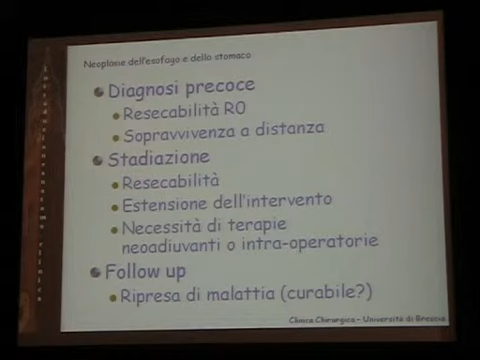 Neoplasie dell'esofago e dello stomaco
Diagnosi precoce
Resecabilità R0
Sopravvivenza a distanza
Stadiazione
Resecabilità
Estensione dell'intervento
Necessità di terapie
neoadiuvanti o intra-operatorie
Follow up
Ripresa di malattia (curabile?)
Clinica Chirurgica - Università di Brescia